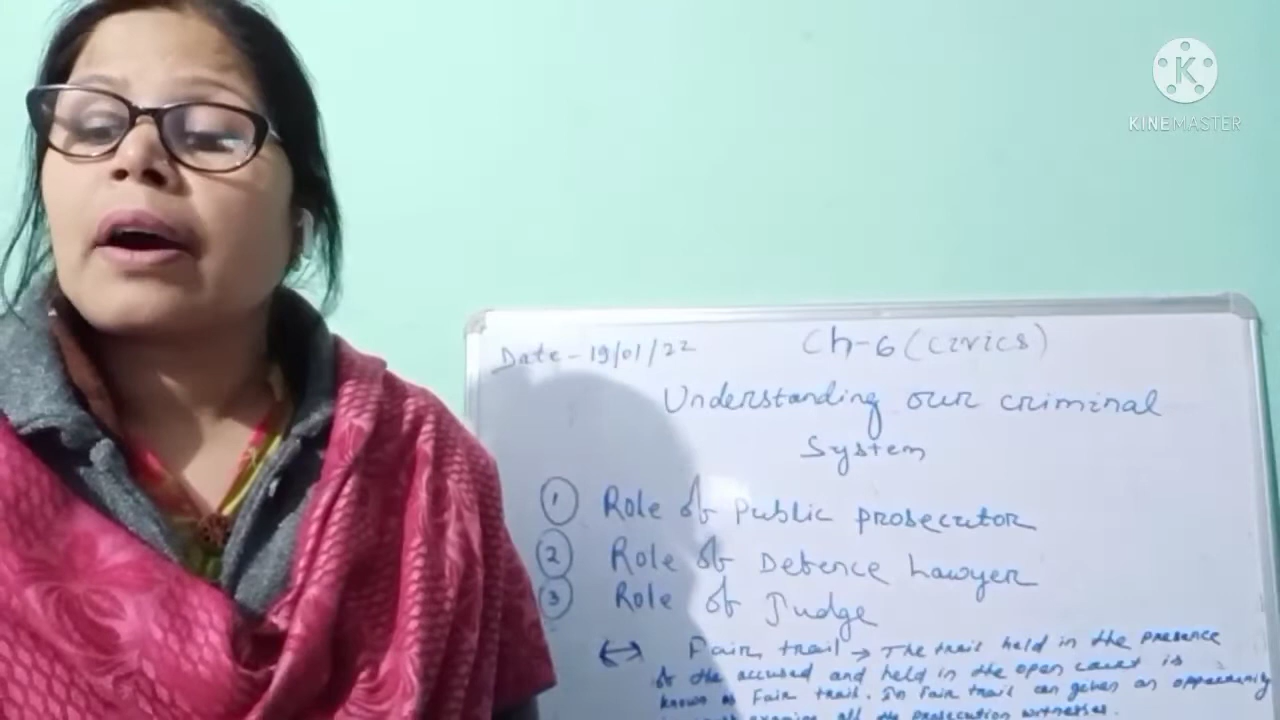 KINEMASTER
Date - 19/01/22
Ch-6 (Civics)
Understanding our criminal
System
1 Role of Public prosecutor
2 Role of Defence Lawyer
3 Role of Judge
↔ Fair trail → The trail held in the presence
of the accused and held in the open court is
known as Fair trail. In Fair trail can given an opportunity
examine all the prosecution witnesses.